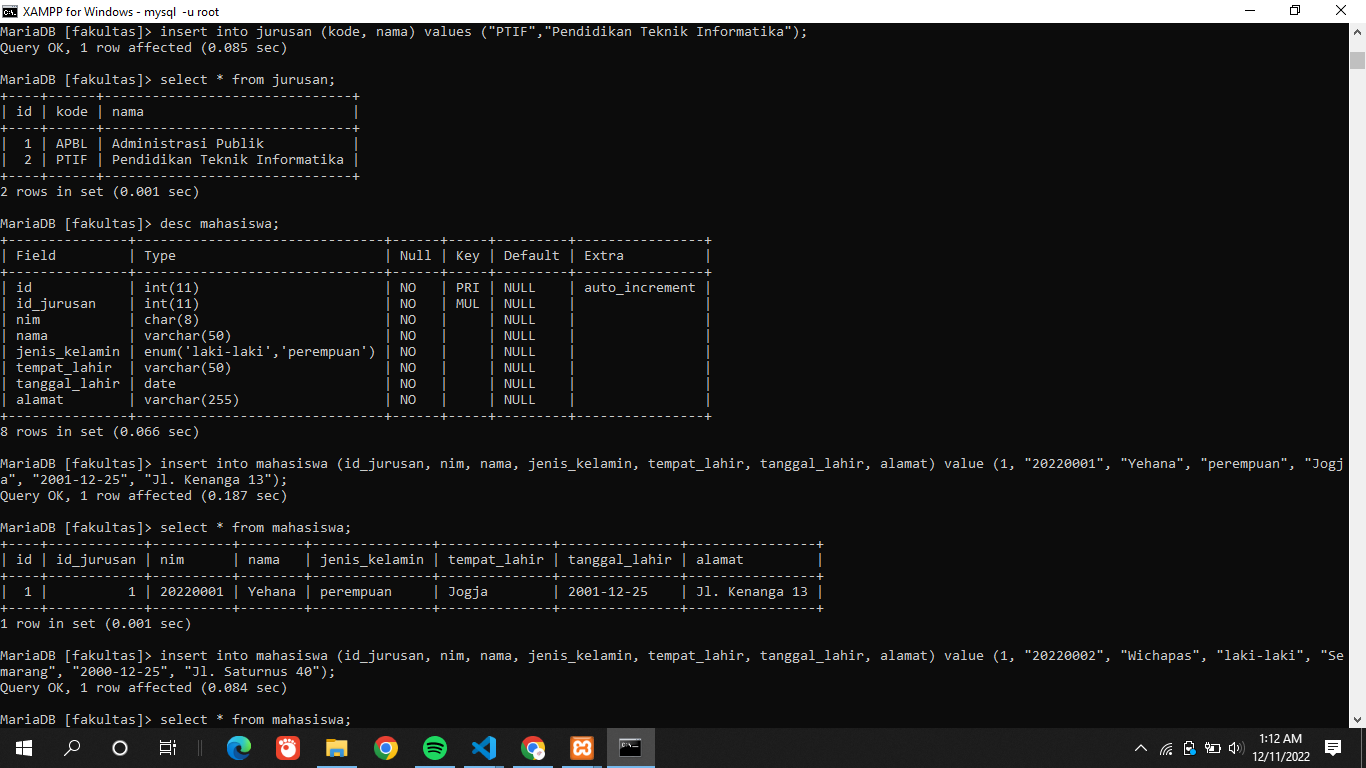 XAMPP for Windows - mysql  -u root
MariaDB [fakultas]> insert into jurusan (kode, nama) values ("PTIF","Pendidikan Teknik Informatika");
Query OK, 1 row affected (0.085 sec)
MariaDB [fakultas]> select * from jurusan;
+----+------+-------------------------------+
| id | kode | nama                          |
+----+------+-------------------------------+
|  1 | APBL | Administrasi Publik           |
|  2 | PTIF | Pendidikan Teknik Informatika |
+----+------+-------------------------------+
2 rows in set (0.001 sec)
MariaDB [fakultas]> desc mahasiswa;
+---------------+-------------------------------+------+-----+---------+----------------+
| Field         | Type                          | Null | Key | Default | Extra          |
+---------------+-------------------------------+------+-----+---------+----------------+
| id            | int(11)                       | NO   | PRI | NULL    | auto_increment |
| id_jurusan    | int(11)                       | NO   | MUL | NULL    |                |
| nim           | char(8)                       | NO   |     | NULL    |                |
| nama          | varchar(50)                   | NO   |     | NULL    |                |
| jenis_kelamin | enum('laki-laki','perempuan') | NO   |     | NULL    |                |
| tempat_lahir  | varchar(50)                   | NO   |     | NULL    |                |
| tanggal_lahir | date                          | NO   |     | NULL    |                |
| alamat        | varchar(255)                  | NO   |     | NULL    |                |
+---------------+-------------------------------+------+-----+---------+----------------+
8 rows in set (0.066 sec)
MariaDB [fakultas]> insert into mahasiswa (id_jurusan, nim, nama, jenis_kelamin, tempat_lahir, tanggal_lahir, alamat) value (1, "20220001", "Yehana", "perempuan", "Jogj
a", "2001-12-25", "Jl. Kenanga 13");
Query OK, 1 row affected (0.187 sec)
MariaDB [fakultas]> select * from mahasiswa;
+----+------------+----------+--------+---------------+--------------+---------------+----------------+
| id | id_jurusan | nim      | nama   | jenis_kelamin | tempat_lahir | tanggal_lahir | alamat         |
+----+------------+----------+--------+---------------+--------------+---------------+----------------+
|  1 |          1 | 20220001 | Yehana | perempuan     | Jogja        | 2001-12-25    | Jl. Kenanga 13 |
+----+------------+----------+--------+---------------+--------------+---------------+----------------+
1 row in set (0.001 sec)
MariaDB [fakultas]> insert into mahasiswa (id_jurusan, nim, nama, jenis_kelamin, tempat_lahir, tanggal_lahir, alamat) value (1, "20220002", "Wichapas", "laki-laki", "Se
marang", "2000-12-25", "Jl. Saturnus 40");
Query OK, 1 row affected (0.084 sec)
MariaDB [fakultas]> select * from mahasiswa;
1:12 AM
12/11/2022